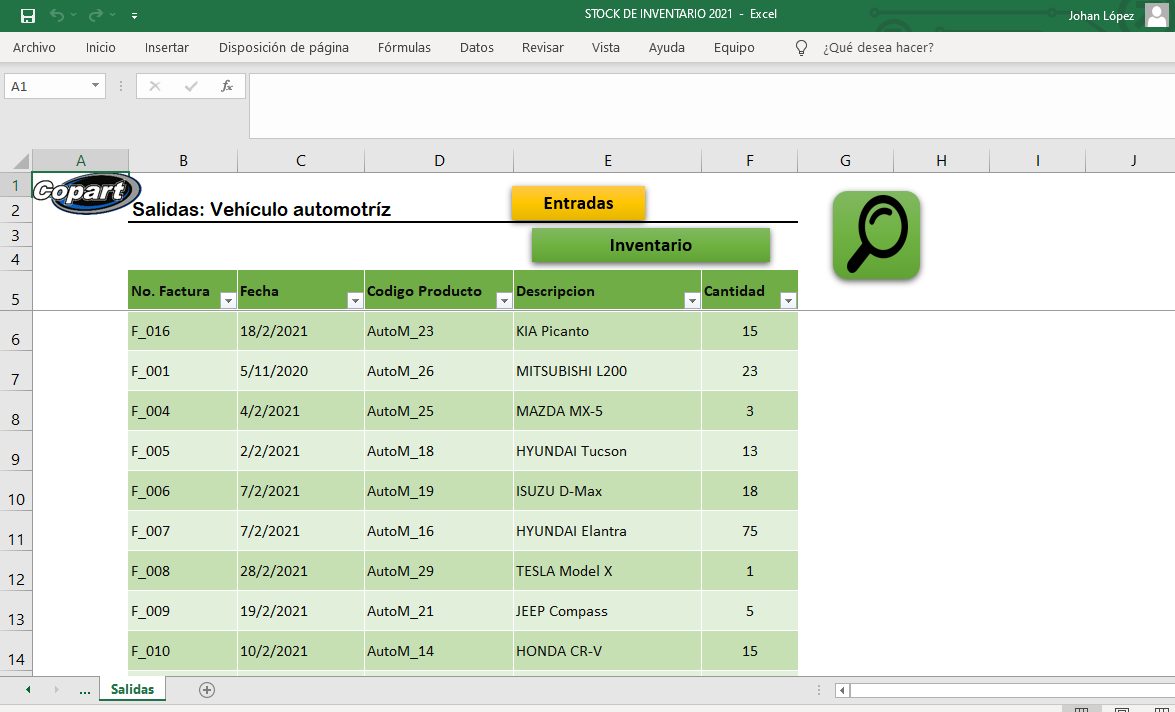 STOCK DE INVENTARIO 2021 - Excel
Johan López
Archivo Inicio Insertar Disposición de página Fórmulas Datos Revisar Vista Ayuda Equipo ¿Qué desea hacer?
A1 fx
A B C D E F G H I J
1 Copart
2 Salidas: Vehículo automotríz Entradas
3 Inventario
4
5 No. Factura Fecha Codigo Producto Descripcion Cantidad
6 F_016 18/2/2021 AutoM_23 KIA Picanto 15
7 F_001 5/11/2020 AutoM_26 MITSUBISHI L200 23
8 F_004 4/2/2021 AutoM_25 MAZDA MX-5 3
9 F_005 2/2/2021 AutoM_18 HYUNDAI Tucson 13
10 F_006 7/2/2021 AutoM_19 ISUZU D-Max 18
11 F_007 7/2/2021 AutoM_16 HYUNDAI Elantra 75
12 F_008 28/2/2021 AutoM_29 TESLA Model X 1
13 F_009 19/2/2021 AutoM_21 JEEP Compass 5
14 F_010 10/2/2021 AutoM_14 HONDA CR-V 15
... Salidas